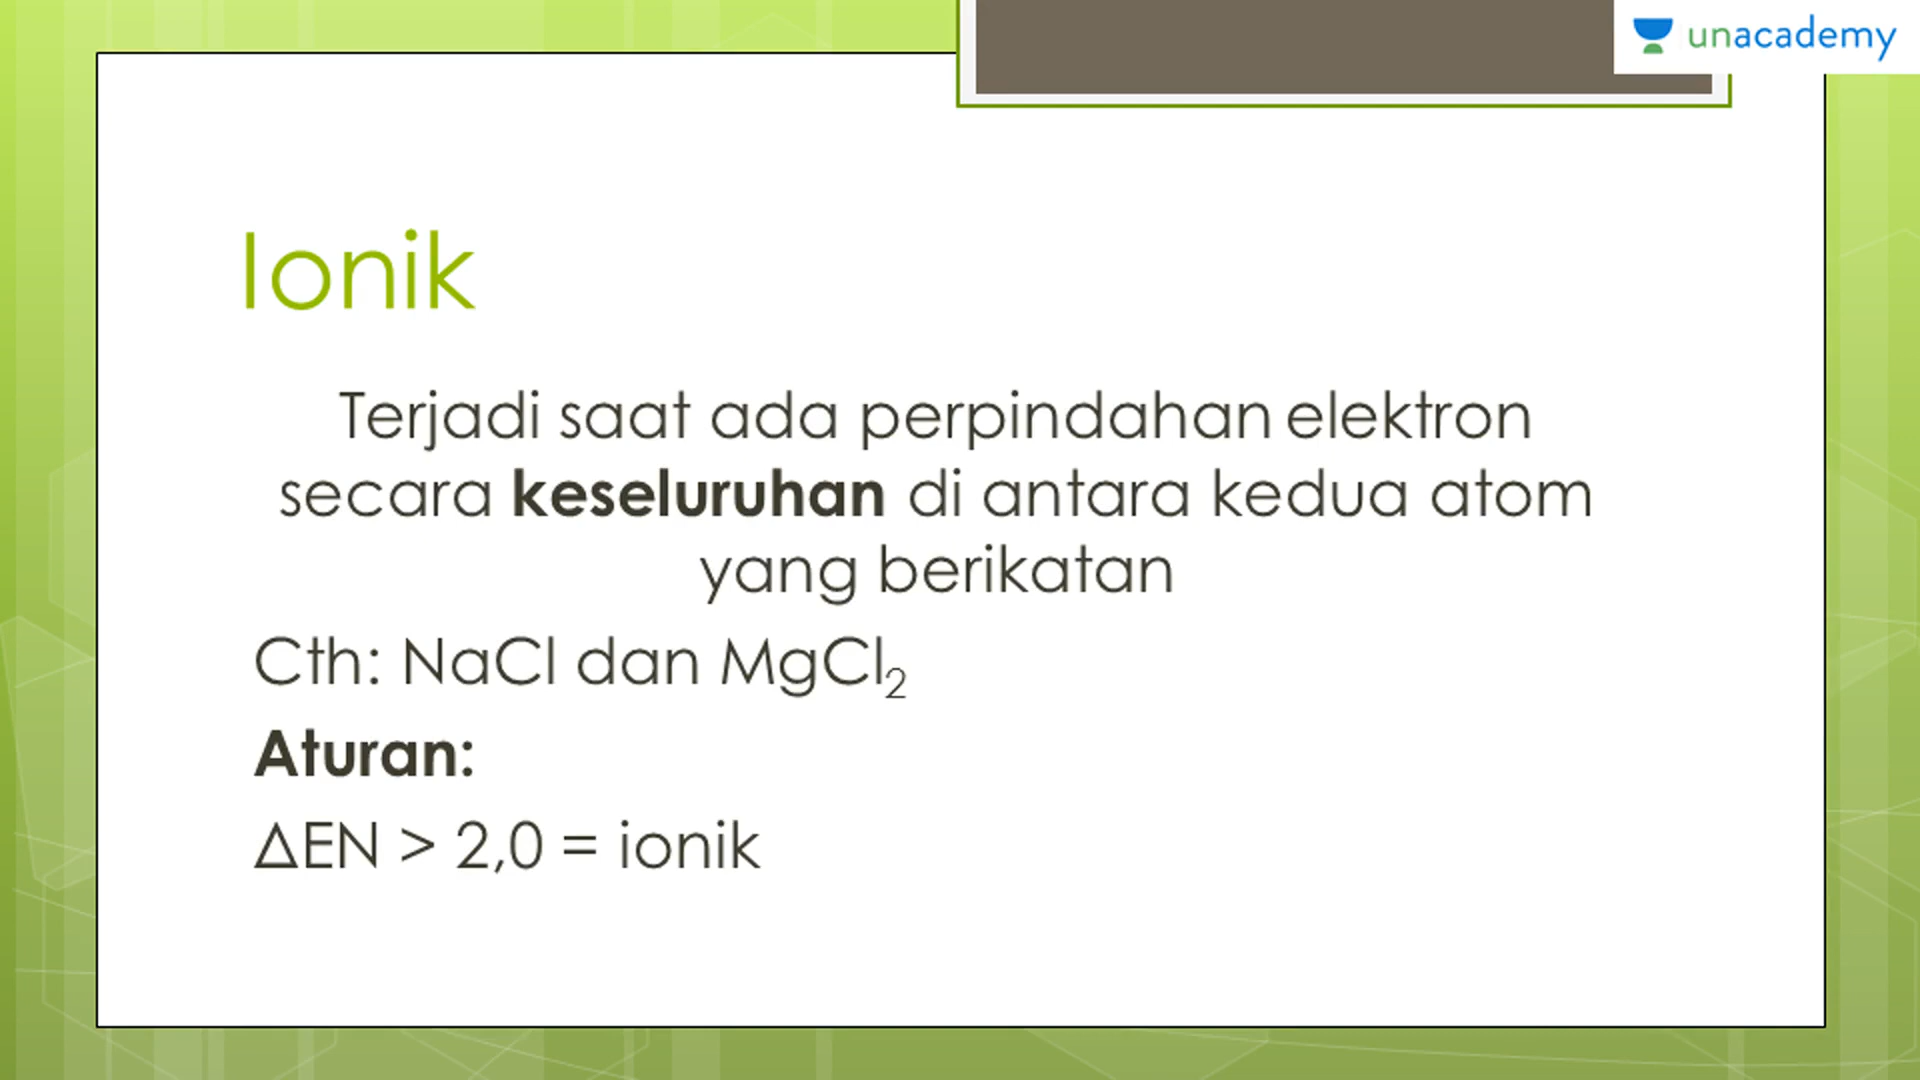 unacademy
Ionik
Terjadi saat ada perpindahan elektron
secara keseluruhan di antara kedua atom
yang berikatan
Cth: NaCl dan MgCl₂
Aturan:
ΔEN > 2,0 = ionik